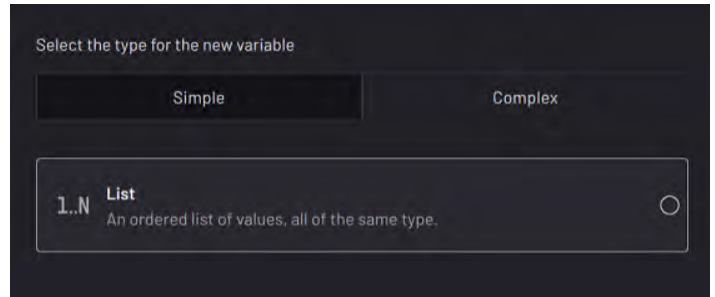 Select the type for the new variable
Simple
Complex
1..N
List
An ordered list of values, all of the same type.